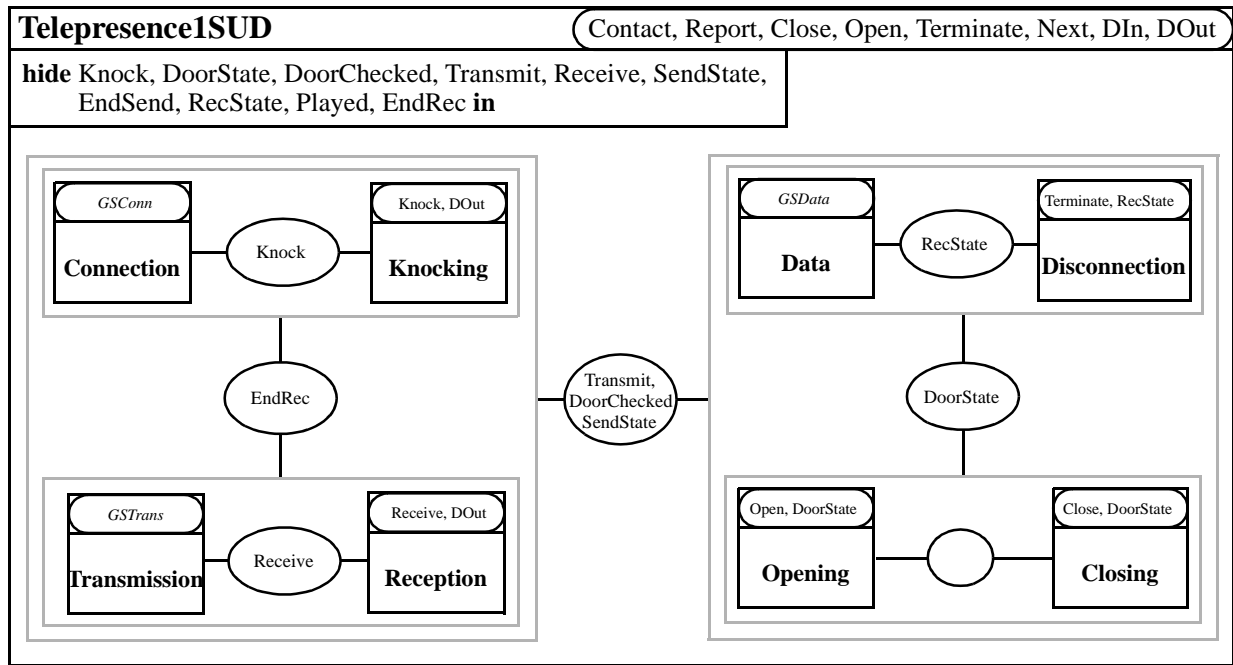 Telepresence1SUD
Contact, Report, Close, Open, Terminate, Next, DIn, DOut
hide Knock, DoorState, DoorChecked, Transmit, Receive, SendState,
EndSend, RecState, Played, EndRec in
GSConn
Connection
Knock
Knock, DOut
Knocking
EndRec
GSTrans
Transmission
Receive
Receive, DOut
Reception
Transmit,
DoorChecked
SendState
GSData
Data
RecState
Terminate, RecState
Disconnection
DoorState
Open, DoorState
Opening
Close, DoorState
Closing